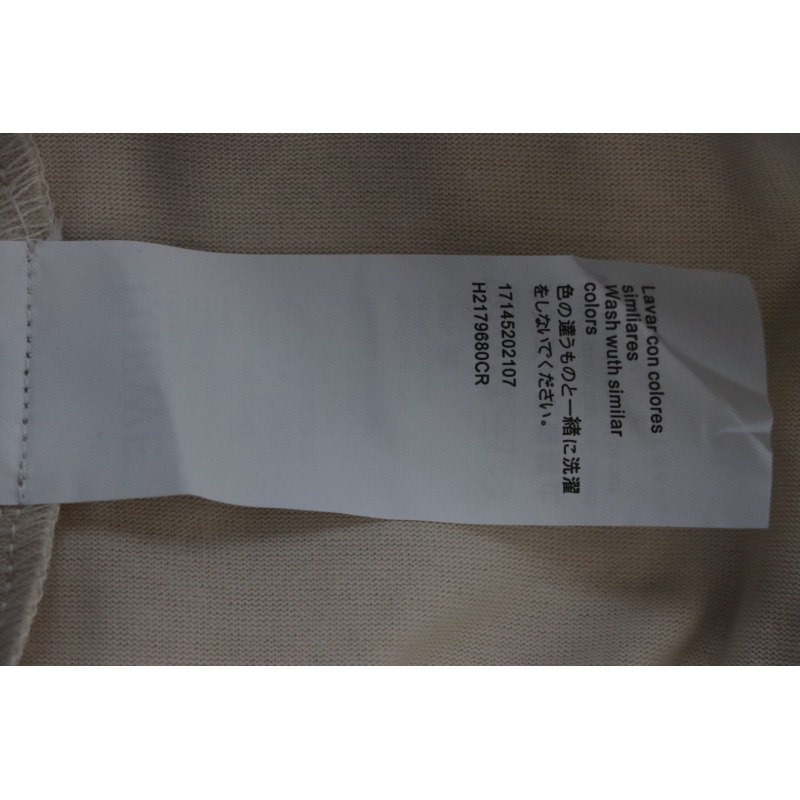 Lavar con colores
simlliares
Wash wuth similar
colors
色の違うものと一緒に洗濯
をしないでください。
17145202107
H2179680CR